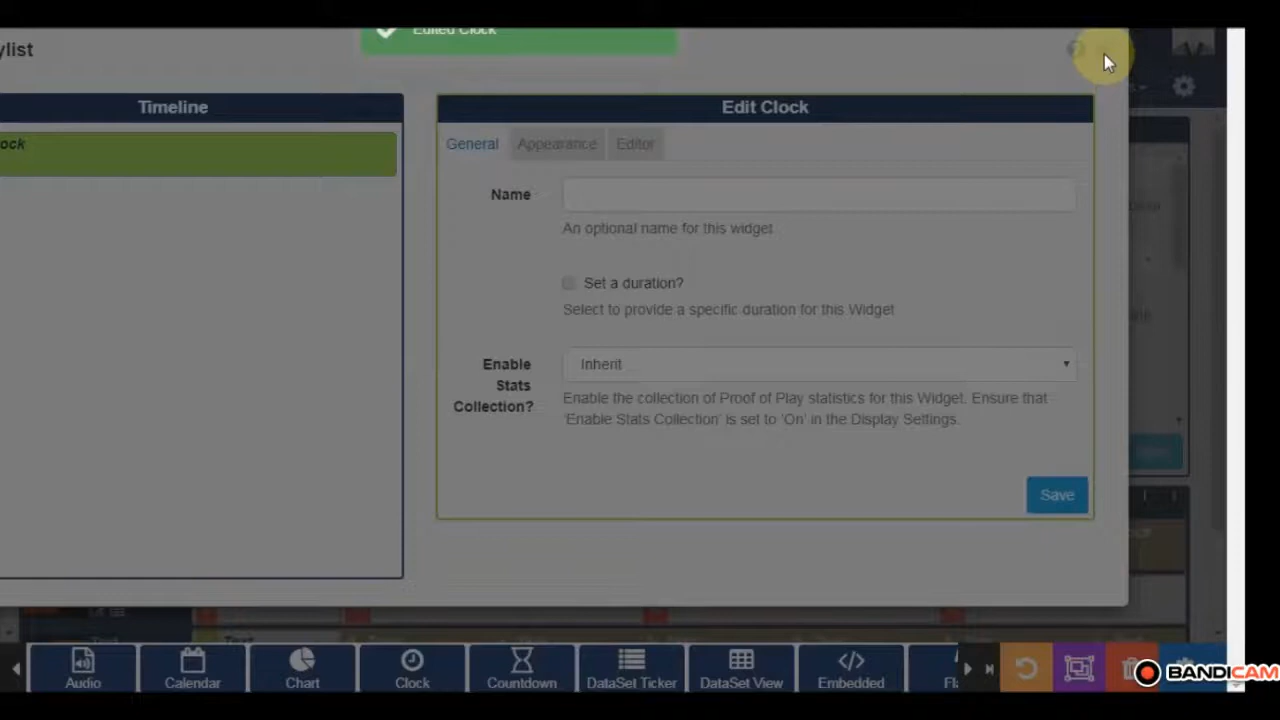 Edited Clock
ylist
Timeline
Edit Clock
ock
General
Appearance
Editor
Name
An optional name for this widget
Set a duration?
Select to provide a specific duration for this Widget
Enable
Stats
Collection?
Inherit
Enable the collection of Proof of Play statistics for this Widget. Ensure that
'Enable Stats Collection' is set to 'On' in the Display Settings.
Save
Text
Text
Audio
Calendar
Chart
Clock
Countdown
DataSet Ticker
DataSet View
Embedded
Fl
BANDICAM